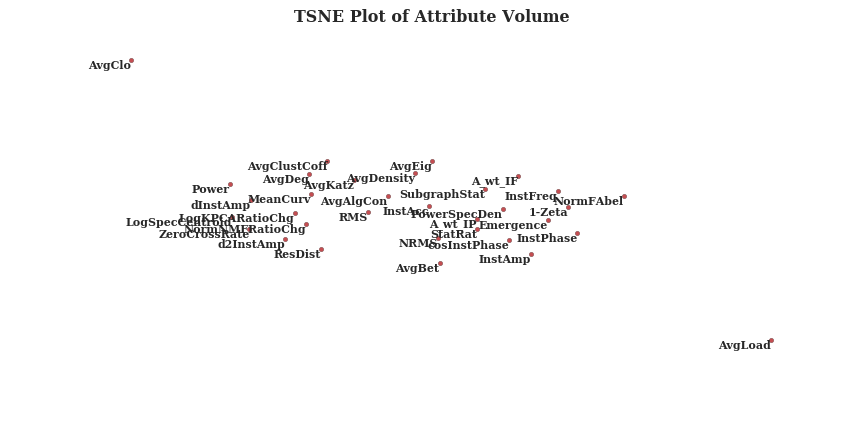 TSNE Plot of Attribute Volume
AvgClo
AvgClustCoff
AvgEig
AvgDeg
AvgDensity
A_wt_IF
AvgKatz
Power
SubgraphStat
InstFreq
MeanCurv
AvgAlgCon
NormFAbel
dInstAmp
InstAcc
1-Zeta
PowerSpecDen
RMS
LogKPCARatioChg
LogSpecCentroid
A_wt_IP
Emergence
NormNMFRatioChg
ZeroCrossRate
StatRat
InstPhase
NRMS
d2InstAmp
cosInstPhase
ResDist
InstAmp
AvgBet
AvgLoad